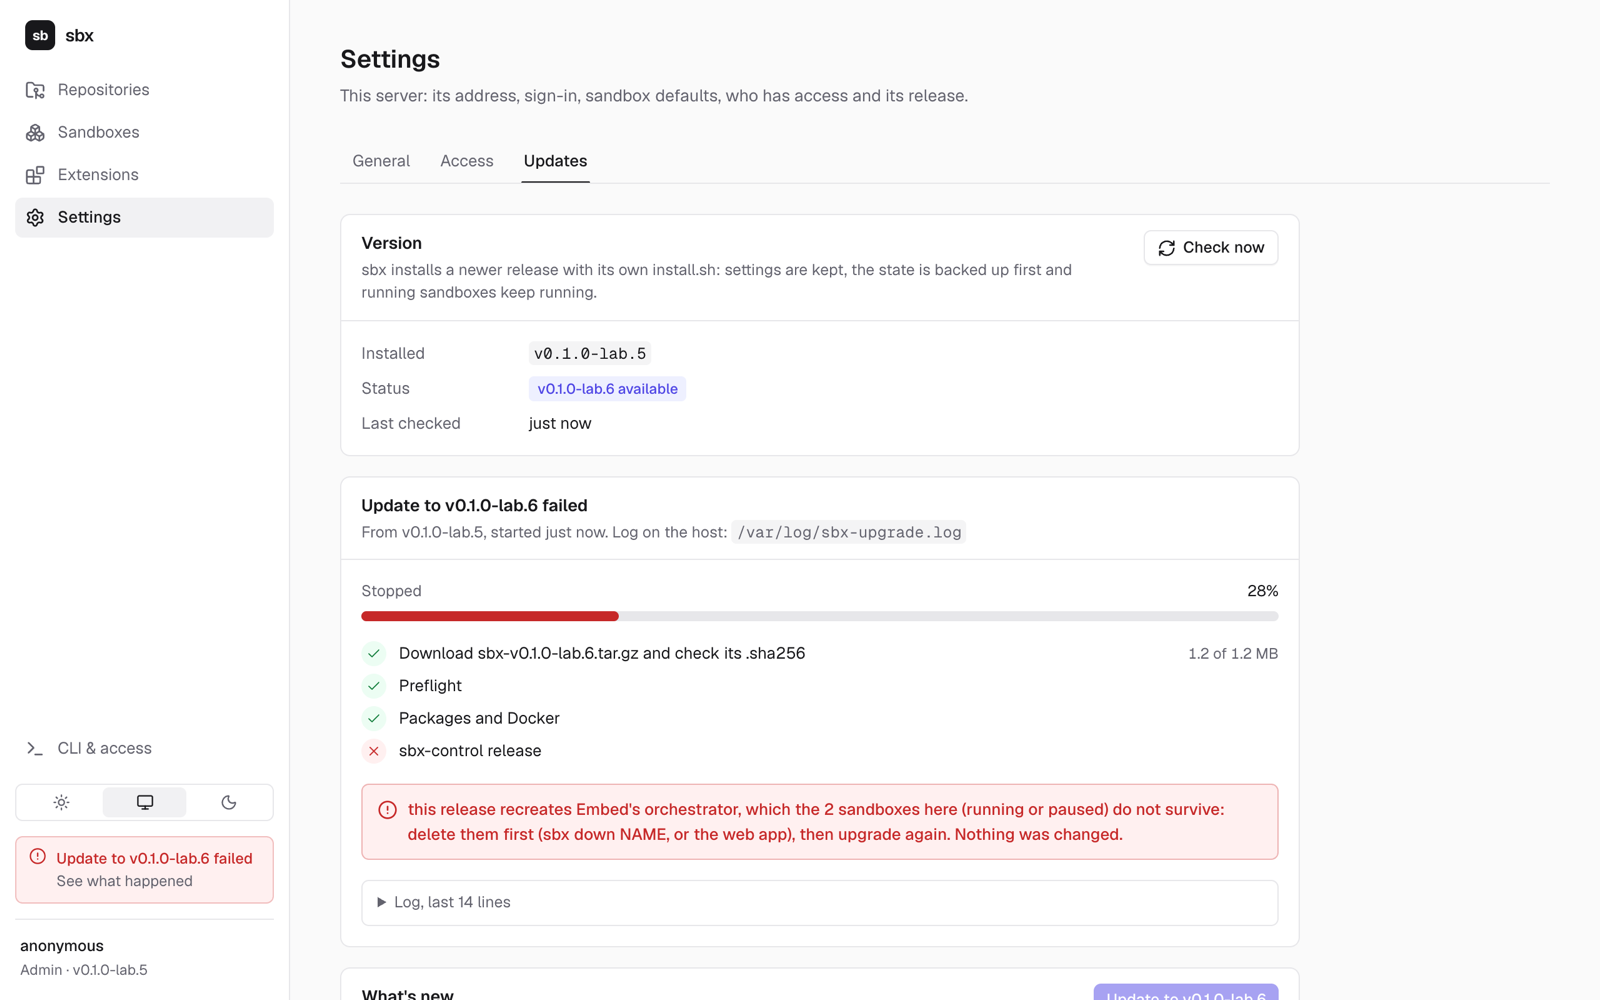 sb sbx
Repositories
Sandboxes
Extensions
Settings
CLI & access
Update to v0.1.0-lab.6 failed
See what happened
anonymous
Admin · v0.1.0-lab.5
Settings
This server: its address, sign-in, sandbox defaults, who has access and its release.
General Access Updates
Version
Check now
sbx installs a newer release with its own install.sh: settings are kept, the state is backed up first and
running sandboxes keep running.
Installed v0.1.0-lab.5
Status v0.1.0-lab.6 available
Last checked just now
Update to v0.1.0-lab.6 failed
From v0.1.0-lab.5, started just now. Log on the host: /var/log/sbx-upgrade.log
Stopped 28%
Download sbx-v0.1.0-lab.6.tar.gz and check its .sha256 1.2 of 1.2 MB
Preflight
Packages and Docker
sbx-control release
this release recreates Embed's orchestrator, which the 2 sandboxes here (running or paused) do not survive:
delete them first (sbx down NAME, or the web app), then upgrade again. Nothing was changed.
Log, last 14 lines
What's new
Update to v0.1.0-lab.6